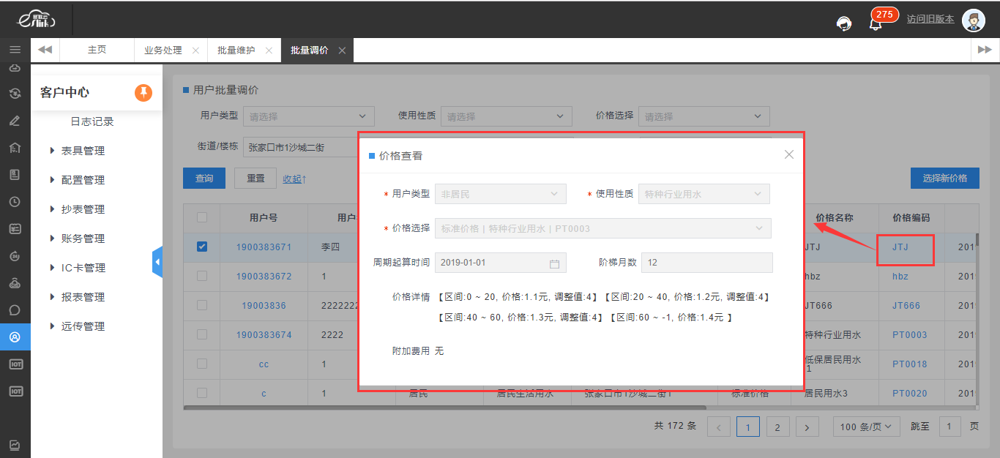 275 访问旧版本
主页 业务处理 批量维护 批量调价
客户中心
日志记录
表具管理
配置管理
抄表管理
账务管理
IC卡管理
报表管理
远传管理
IOT
IOT
用户批量调价
用户类型 请选择 使用性质 请选择 价格选择 请选择
街道/楼栋 张家口市1沙城二街
查询 重置 收起↑ 选择新价格
用户号 用户 价格名称 价格编码
1900383671 李四 JTJ JTJ 201
1900383672 1 hbz hbz 201
19003836 2222222 JT666 JT666 201
1900383674 2222 特种行业用水 PT0003 201
cc 1 低保居民用水1 PT0018 201
c 1 居民 居民生活用水 张家口市1沙城二街1 标准价格 居民用水3 PT0020 201
共 172 条 < 1 2 > 100 条/页 跳至 1 页
价格查看
* 用户类型 非居民 * 使用性质 特种行业用水
* 价格选择 标准价格 | 特种行业用水 | PT0003
周期起算时间 2019-01-01 阶梯月数 12
价格详情 【区间:0 ~ 20, 价格:1.1元, 调整值:4】【区间:20 ~ 40, 价格:1.2元, 调整值:4】
【区间:40 ~ 60, 价格:1.3元, 调整值:4】【区间:60 ~ -1, 价格:1.4元 】
附加费用 无